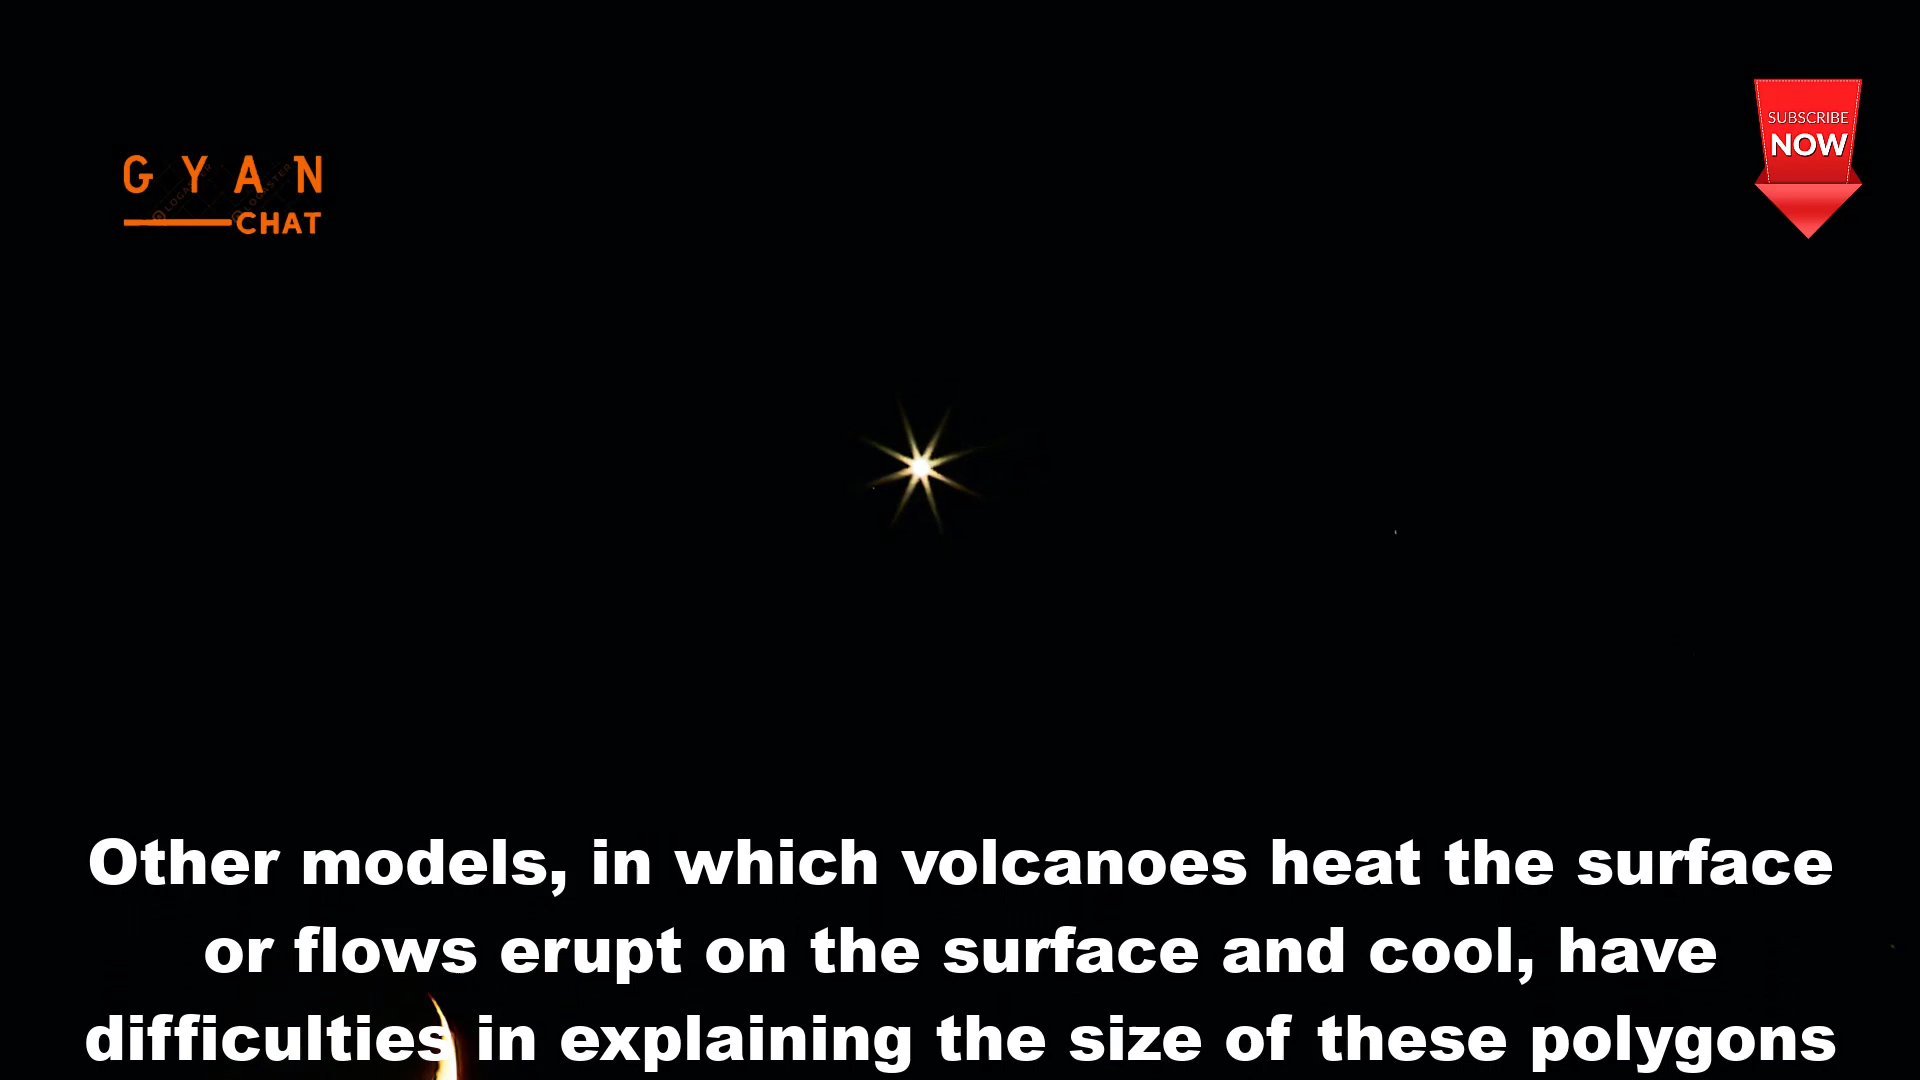 SUBSCRIBE
NOW
G Y A N
CHAT
Other models, in which volcanoes heat the surface
or flows erupt on the surface and cool, have
difficulties in explaining the size of these polygons